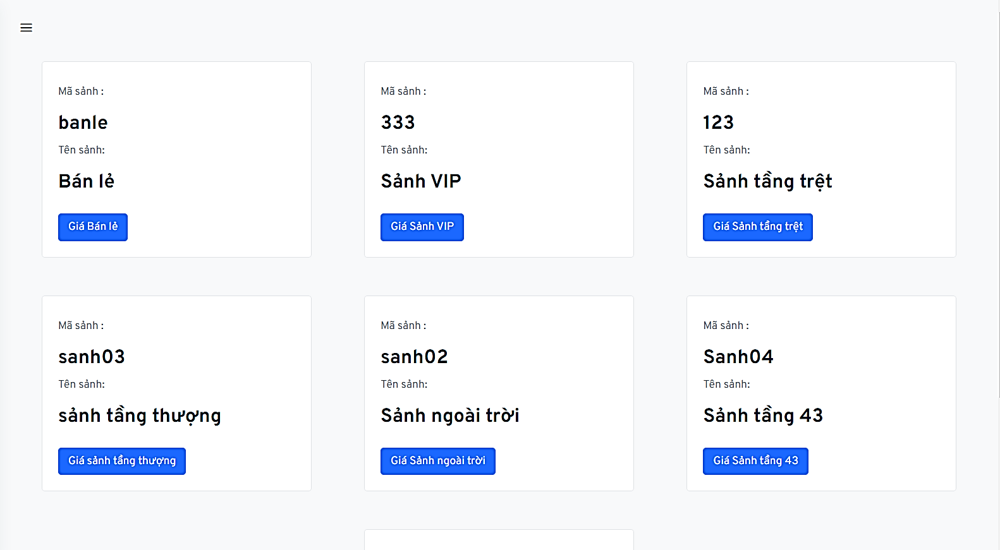 Mã sảnh :
banle
Tên sảnh:
Bán lẻ
Giá Bán lẻ
Mã sảnh :
333
Tên sảnh:
Sảnh VIP
Giá Sảnh VIP
Mã sảnh :
123
Tên sảnh:
Sảnh tầng trệt
Giá Sảnh tầng trệt
Mã sảnh :
sanh03
Tên sảnh:
sảnh tầng thượng
Giá sảnh tầng thượng
Mã sảnh :
sanh02
Tên sảnh:
Sảnh ngoài trời
Giá Sảnh ngoài trời
Mã sảnh :
Sanh04
Tên sảnh:
Sảnh tầng 43
Giá Sảnh tầng 43